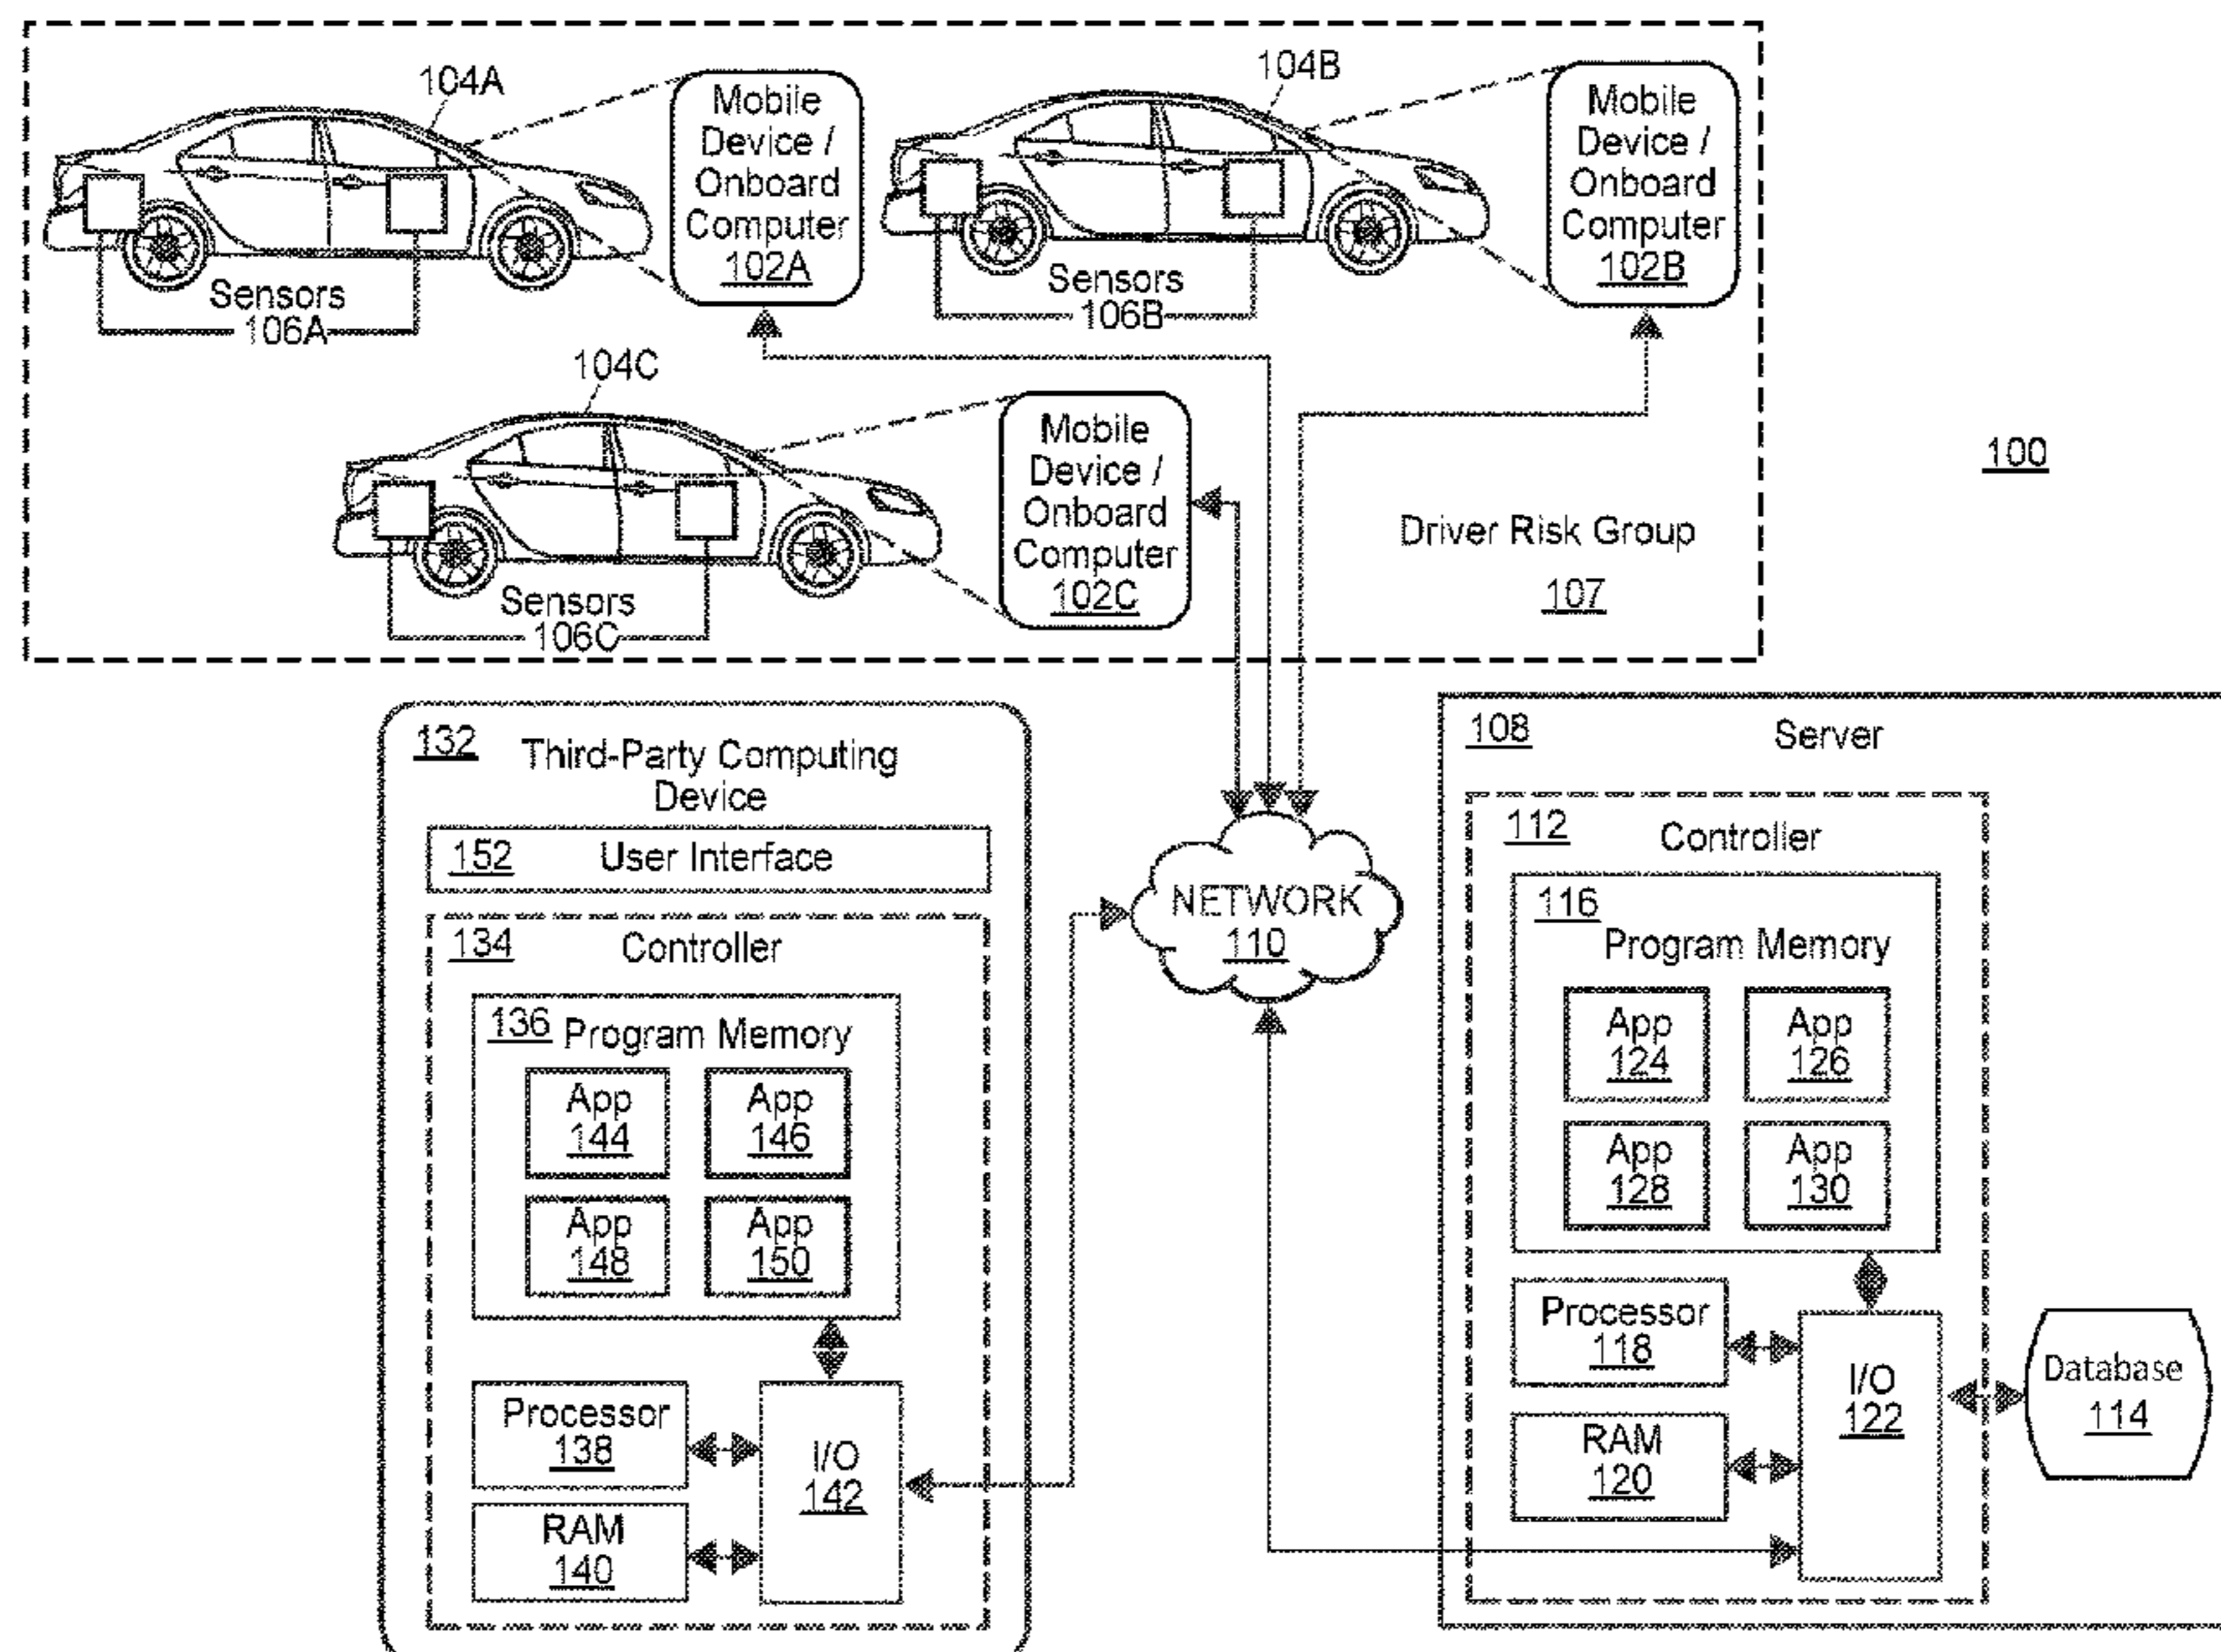 104A
Mobile
Device /
Onboard
Computer
102A
Sensors
106A
104B
Mobile
Device /
Onboard
Computer
102B
Sensors
106B
104C
Mobile
Device /
Onboard
Computer
102C
Sensors
106C
Driver Risk Group
107
100
132
Third-Party Computing
Device
152 User Interface
134 Controller
136 Program Memory
App
144
App
146
App
148
App
150
Processor
138
RAM
140
I/O
142
NETWORK
110
108 Server
112 Controller
116
Program Memory
App
124
App
126
App
128
App
130
Processor
118
RAM
120
I/O
122
Database
114